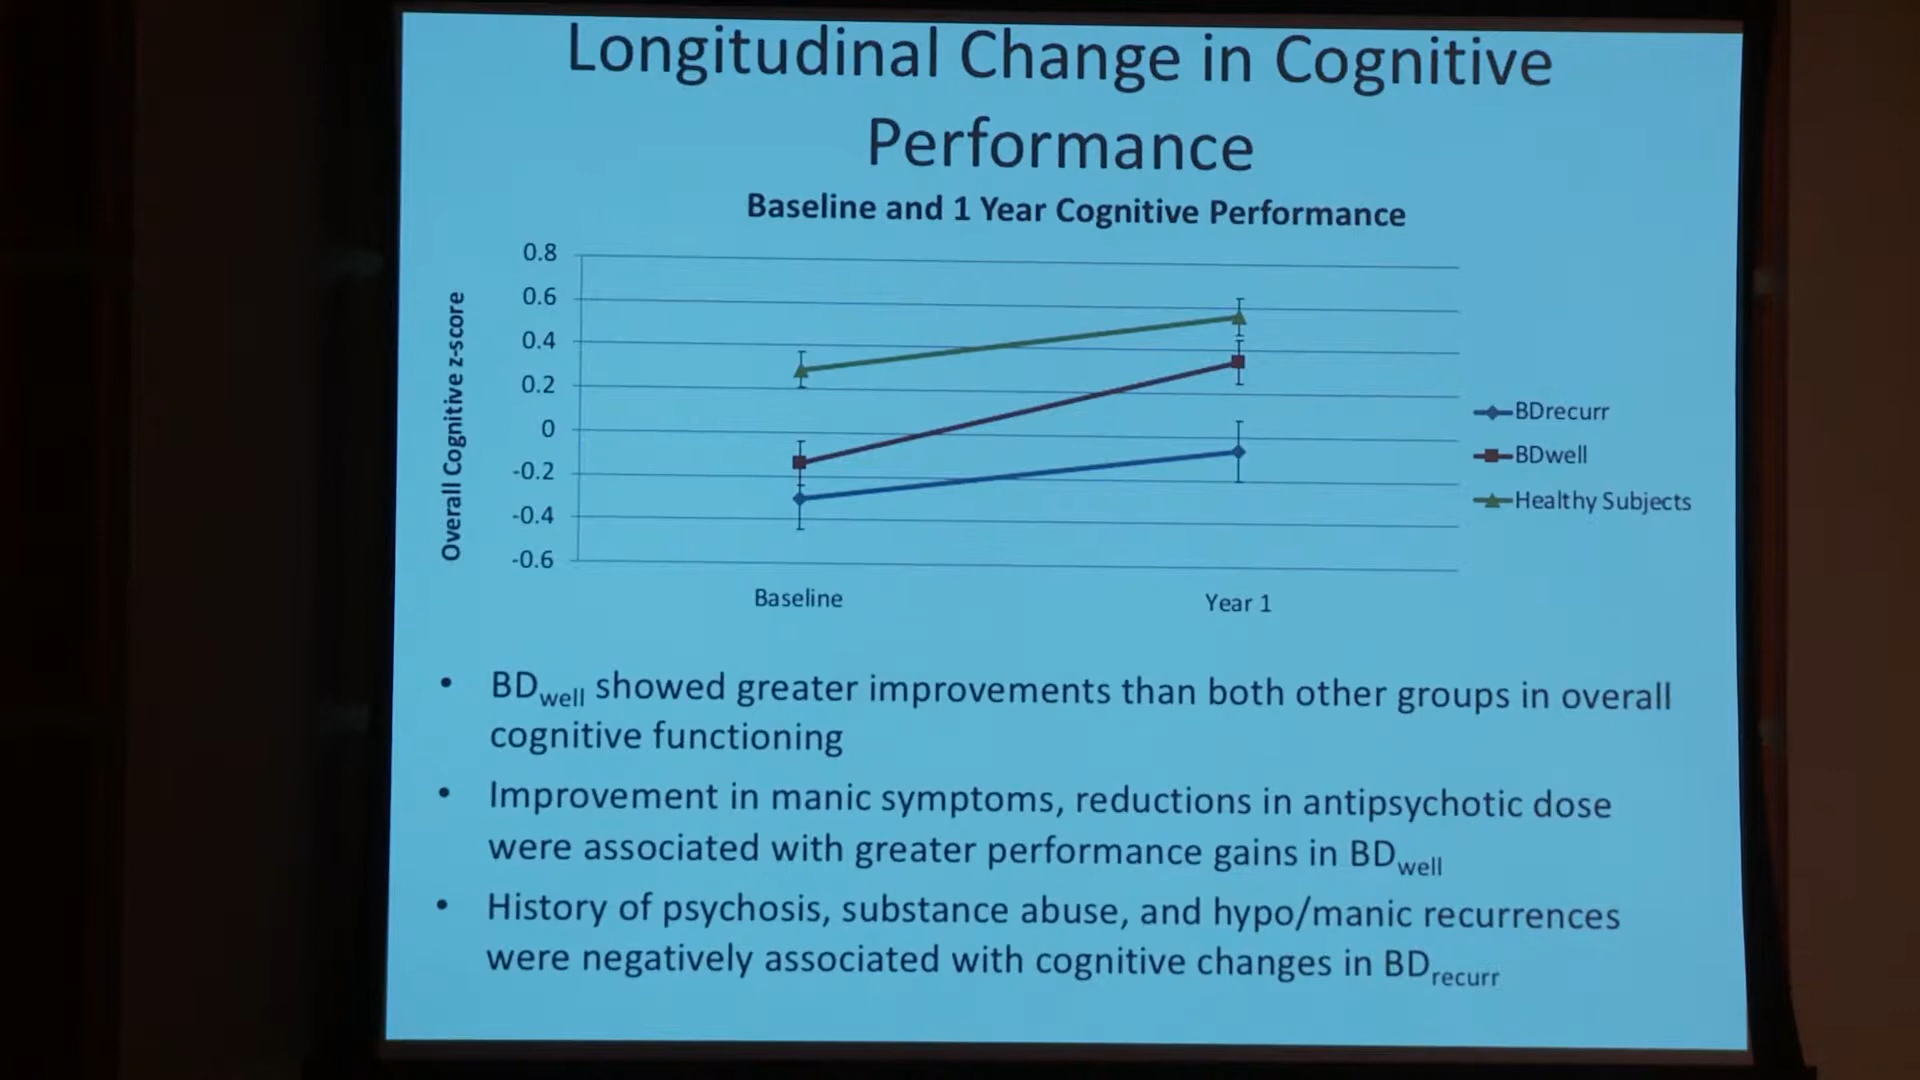 Longitudinal Change in Cognitive
Performance
Baseline and 1 Year Cognitive Performance
Overall Cognitive z-score
0.8
0.6
0.4
0.2
0
-0.2
-0.4
-0.6
Baseline
Year 1
BDrecurr
BDwell
Healthy Subjects
• BDwell showed greater improvements than both other groups in overall
cognitive functioning
• Improvement in manic symptoms, reductions in antipsychotic dose
were associated with greater performance gains in BDwell
• History of psychosis, substance abuse, and hypo/manic recurrences
were negatively associated with cognitive changes in BDrecurr